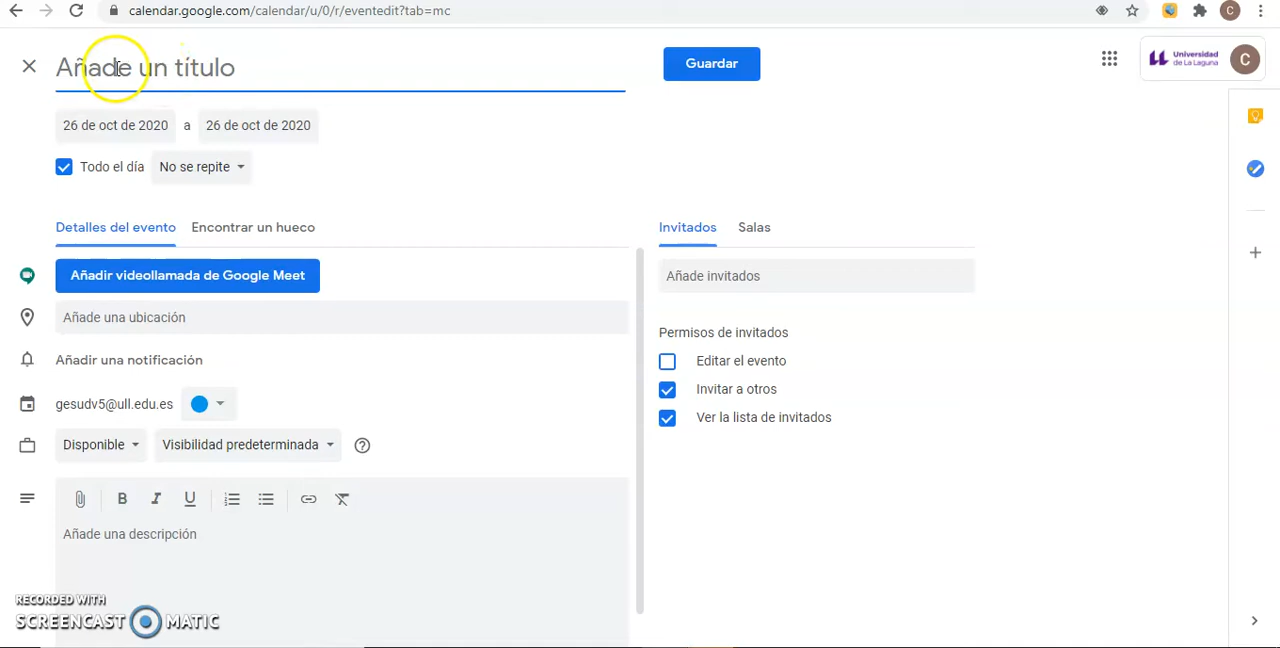 calendar.google.com/calendar/u/0/r/eventedit?tab=mc
C
Añade un título
Guardar
Universidad
de La Laguna
C
26 de oct de 2020 a 26 de oct de 2020
Todo el día No se repite
Detalles del evento Encontrar un hueco
Invitados Salas
Añadir videollamada de Google Meet
Añade invitados
Añade una ubicación
Permisos de invitados
Añadir una notificación
Editar el evento
Invitar a otros
gesudv5@ull.edu.es
Ver la lista de invitados
Disponible Visibilidad predeterminada
B I U
Añade una descripción
RECORDED WITH
SCREENCAST MATIC